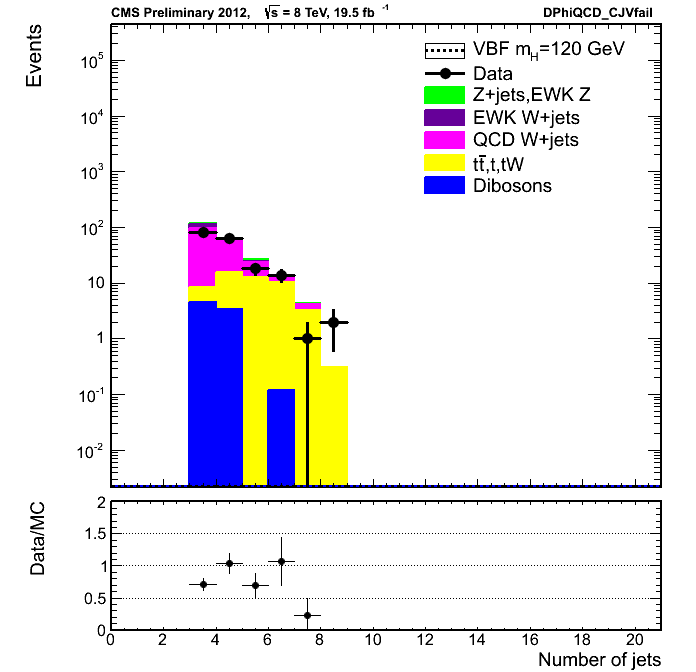 CMS Preliminary 2012, √s = 8 TeV, 19.5 fb⁻¹ DPhiQCD_CJVfail
Events
VBF m_H=120 GeV
Data
Z+jets,EWK Z
EWK W+jets
QCD W+jets
tt̄,t,tW
Dibosons
10⁵
10⁴
10³
10²
10
1
10⁻¹
10⁻²
Data/MC
2
1.5
1
0.5
0
0 2 4 6 8 10 12 14 16 18 20
Number of jets